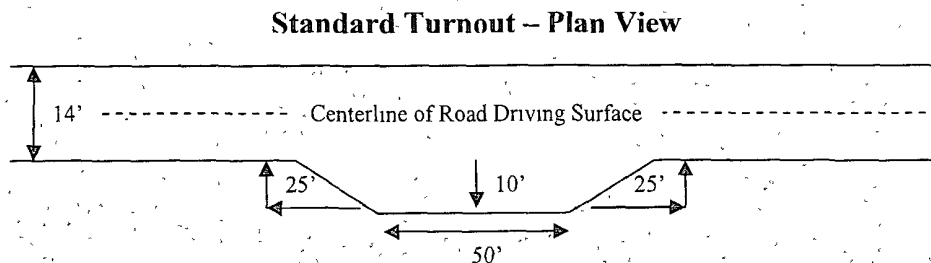 Standard Turnout – Plan View
14' Centerline of Road Driving Surface
25' 10' 25'
50'